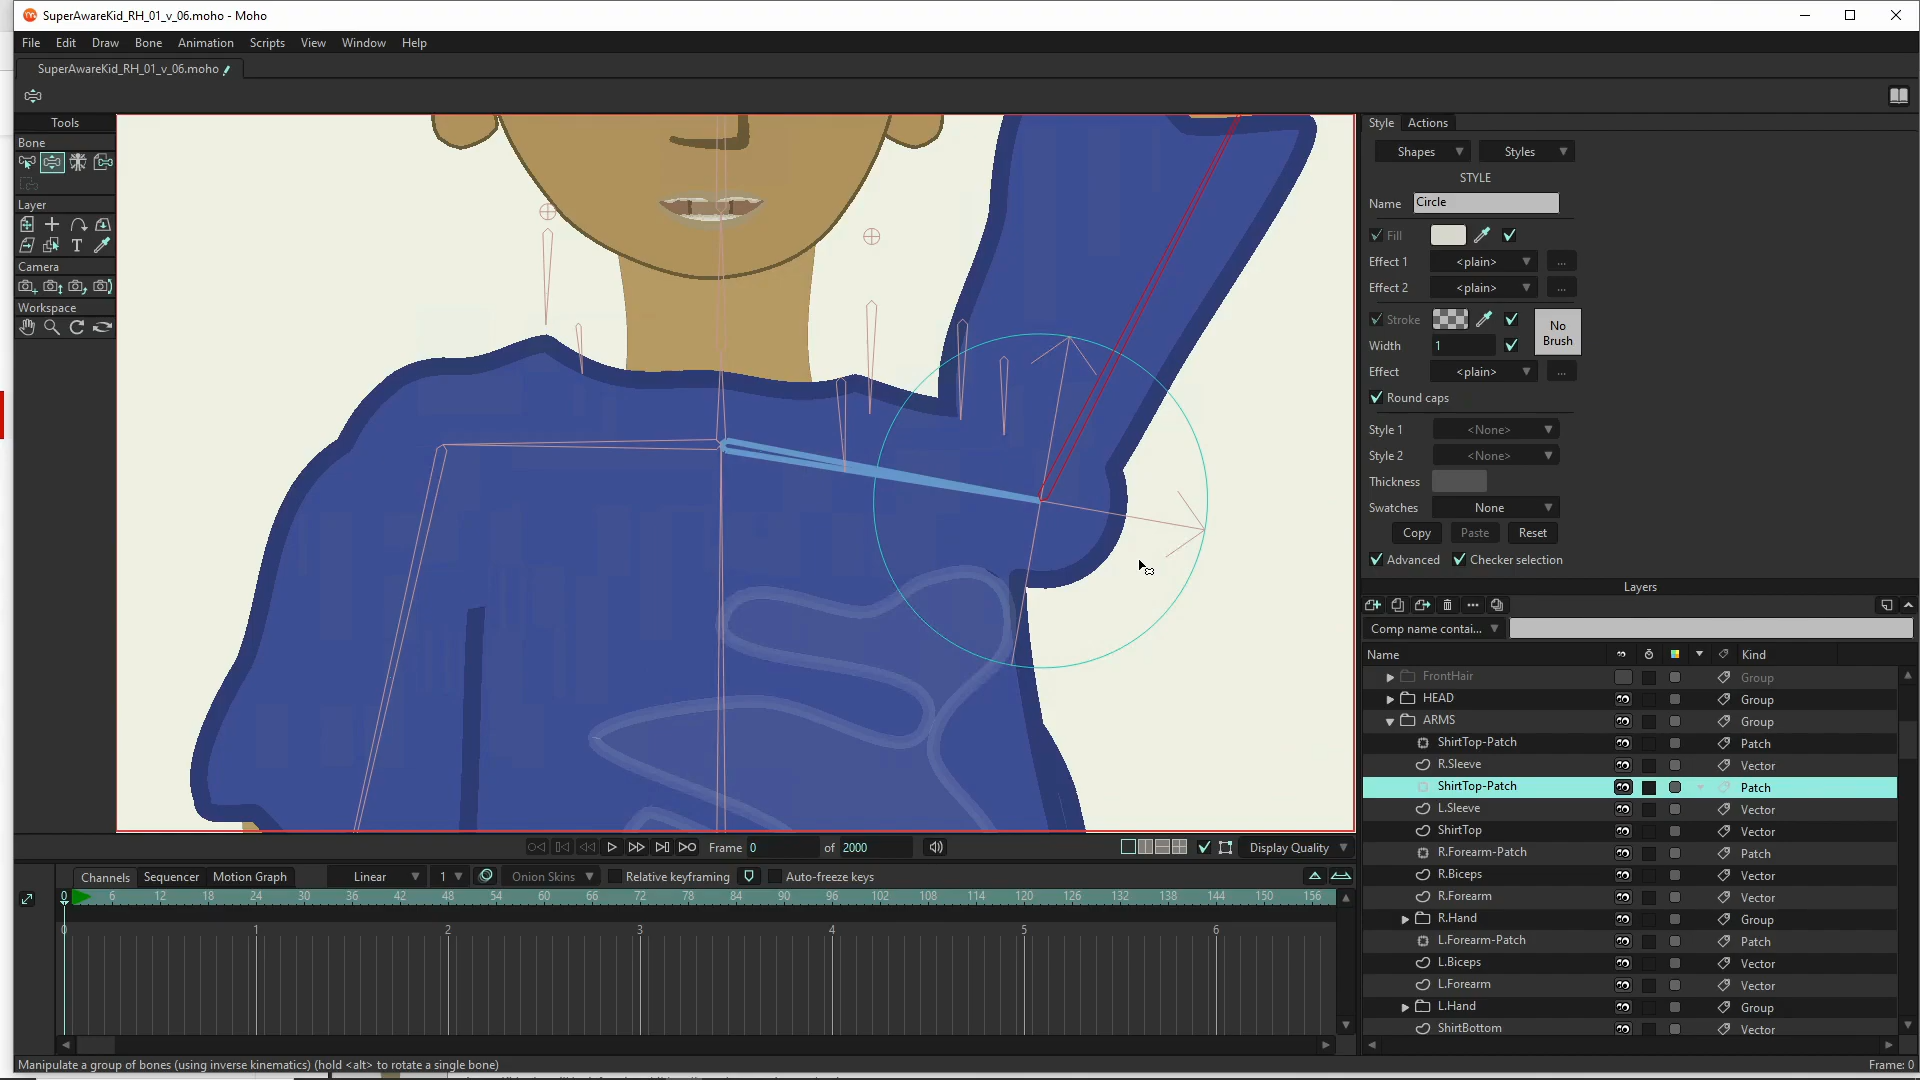 SuperAwareKid_RH_01_v_06.moho - Moho
File Edit Draw Bone Animation Scripts View Window Help
SuperAwareKid_RH_01_v_06.moho
Tools
Bone
Layer
Camera
Workspace
Style Actions
Shapes Styles
STYLE
Name Circle
Fill
Effect 1 <plain> ...
Effect 2 <plain> ...
Stroke
No Brush
Width 1
Effect <plain> ...
Round caps
Style 1 <None>
Style 2 <None>
Thickness
Swatches None
Copy Paste Reset
Advanced Checker selection
Layers
Comp name contai...
Name Kind
FrontHair Group
HEAD Group
ARMS Group
ShirtTop-Patch Patch
R.Sleeve Vector
ShirtTop-Patch Patch
L.Sleeve Vector
ShirtTop Vector
R.Forearm-Patch Patch
R.Biceps Vector
R.Forearm Vector
R.Hand Group
L.Forearm-Patch Patch
L.Biceps Vector
L.Forearm Vector
L.Hand Group
ShirtBottom Vector
Frame 0 of 2000 Display Quality
Channels Sequencer Motion Graph Linear 1 Onion Skins Relative keyframing Auto-freeze keys
0 6 12 18 24 30 36 42 48 54 60 66 72 78 84 90 96 102 108 114 120 126 132 138 144 150 156
0 1 2 3 4 5 6
Manipulate a group of bones (using inverse kinematics) (hold <alt> to rotate a single bone) Frame: 0